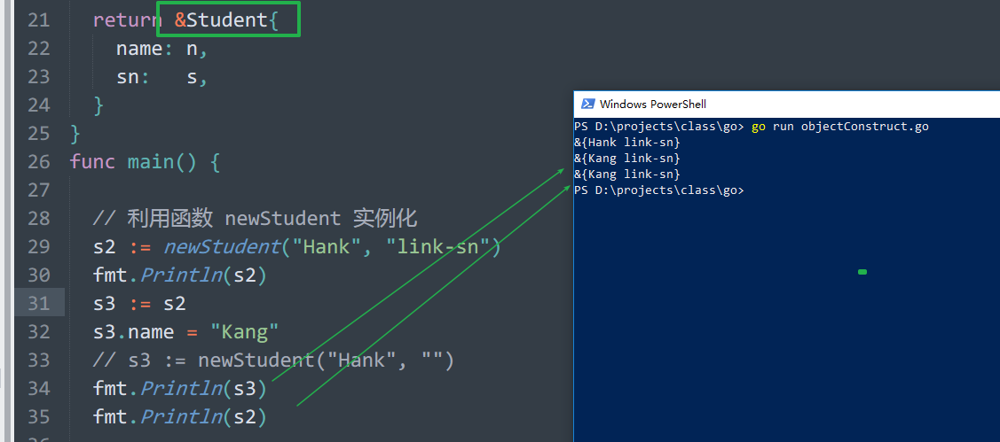 21 return &Student{
22 name: n,
23 sn: s,
24 }
25 }
26 func main() {
27
28 // 利用函数 newStudent 实例化
29 s2 := newStudent("Hank", "link-sn")
30 fmt.Println(s2)
31 s3 := s2
32 s3.name = "Kang"
33 // s3 := newStudent("Hank", "")
34 fmt.Println(s3)
35 fmt.Println(s2)
Windows PowerShell
PS D:\projects\class\go> go run objectConstruct.go
&{Hank link-sn}
&{Kang link-sn}
&{Kang link-sn}
PS D:\projects\class\go>